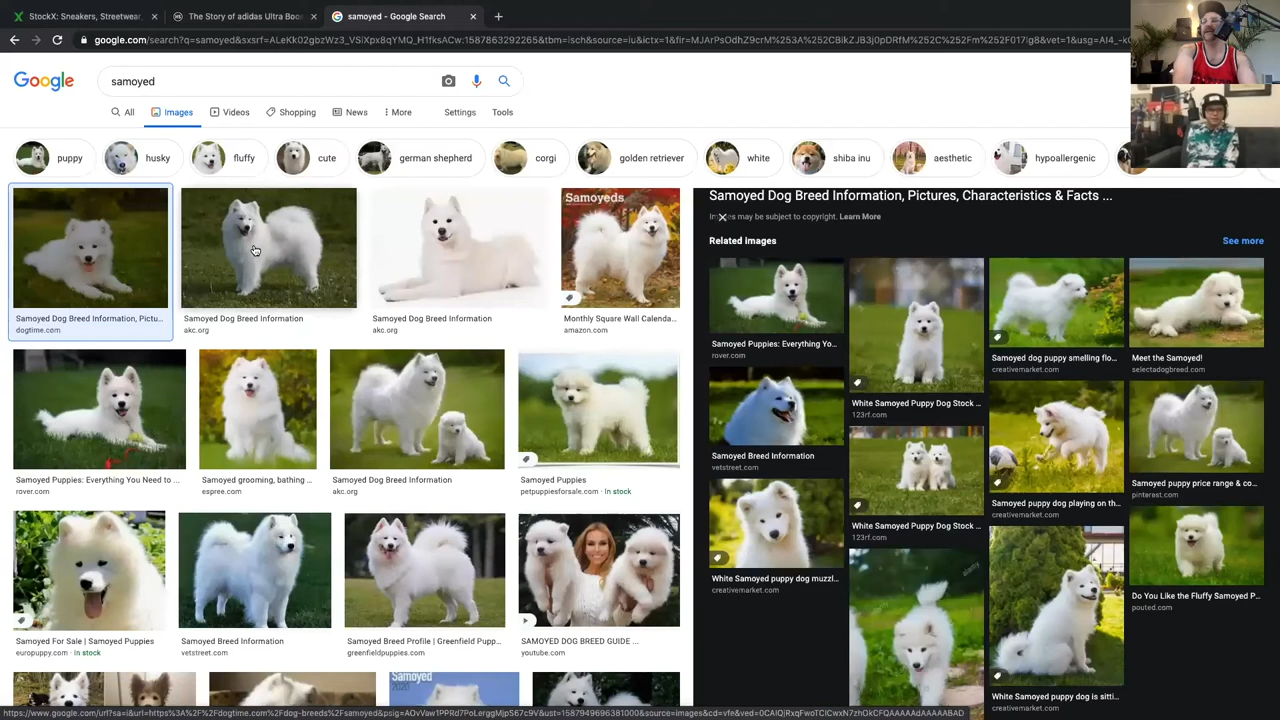 StockX: Sneakers, Streetwear,
The Story of adidas Ultra Boo
samoyed - Google Search
Google
samoyed
All
Images
Videos
Shopping
News
More
Settings
Tools
puppy
husky
fluffy
cute
german shepherd
corgi
golden retriever
white
shiba inu
aesthetic
hypoallergenic
Samoyeds
Samoyed Dog Breed Information, Pictu...
dogtime.com
Samoyed Dog Breed Information
akc.org
Samoyed Dog Breed Information
akc.org
Monthly Square Wall Calenda...
amazon.com
Samoyed Puppies: Everything You Need to ...
rover.com
Samoyed grooming, bathing ...
espree.com
Samoyed Dog Breed Information
akc.org
Samoyed Puppies
petpuppiesforsale.com · In stock
Samoyed For Sale | Samoyed Puppies
europuppy.com · In stock
Samoyed Breed Information
vetstreet.com
Samoyed Breed Profile | Greenfield Pupp...
greenfieldpuppies.com
SAMOYED DOG BREED GUIDE ...
youtube.com
Samoyed
2020
Samoyed Dog Breed Information, Pictures, Characteristics & Facts ...
may be subject to copyright. Learn More
Related images
See more
Samoyed Puppies: Everything Yo...
rover.com
Samoyed Breed Information
vetstreet.com
White Samoyed puppy dog muzzl...
creativemarket.com
White Samoyed Puppy Dog Stock ...
123rf.com
White Samoyed Puppy Dog Stock ...
123rf.com
alamy
Samoyed dog puppy smelling flo...
creativemarket.com
Samoyed puppy dog playing on th...
creativemarket.com
White Samoyed puppy dog is sitti...
creativemarket.com
Meet the Samoyed!
selectadogbreed.com
Samoyed puppy price range & co...
pinterest.com
Do You Like the Fluffy Samoyed P...
pouted.com